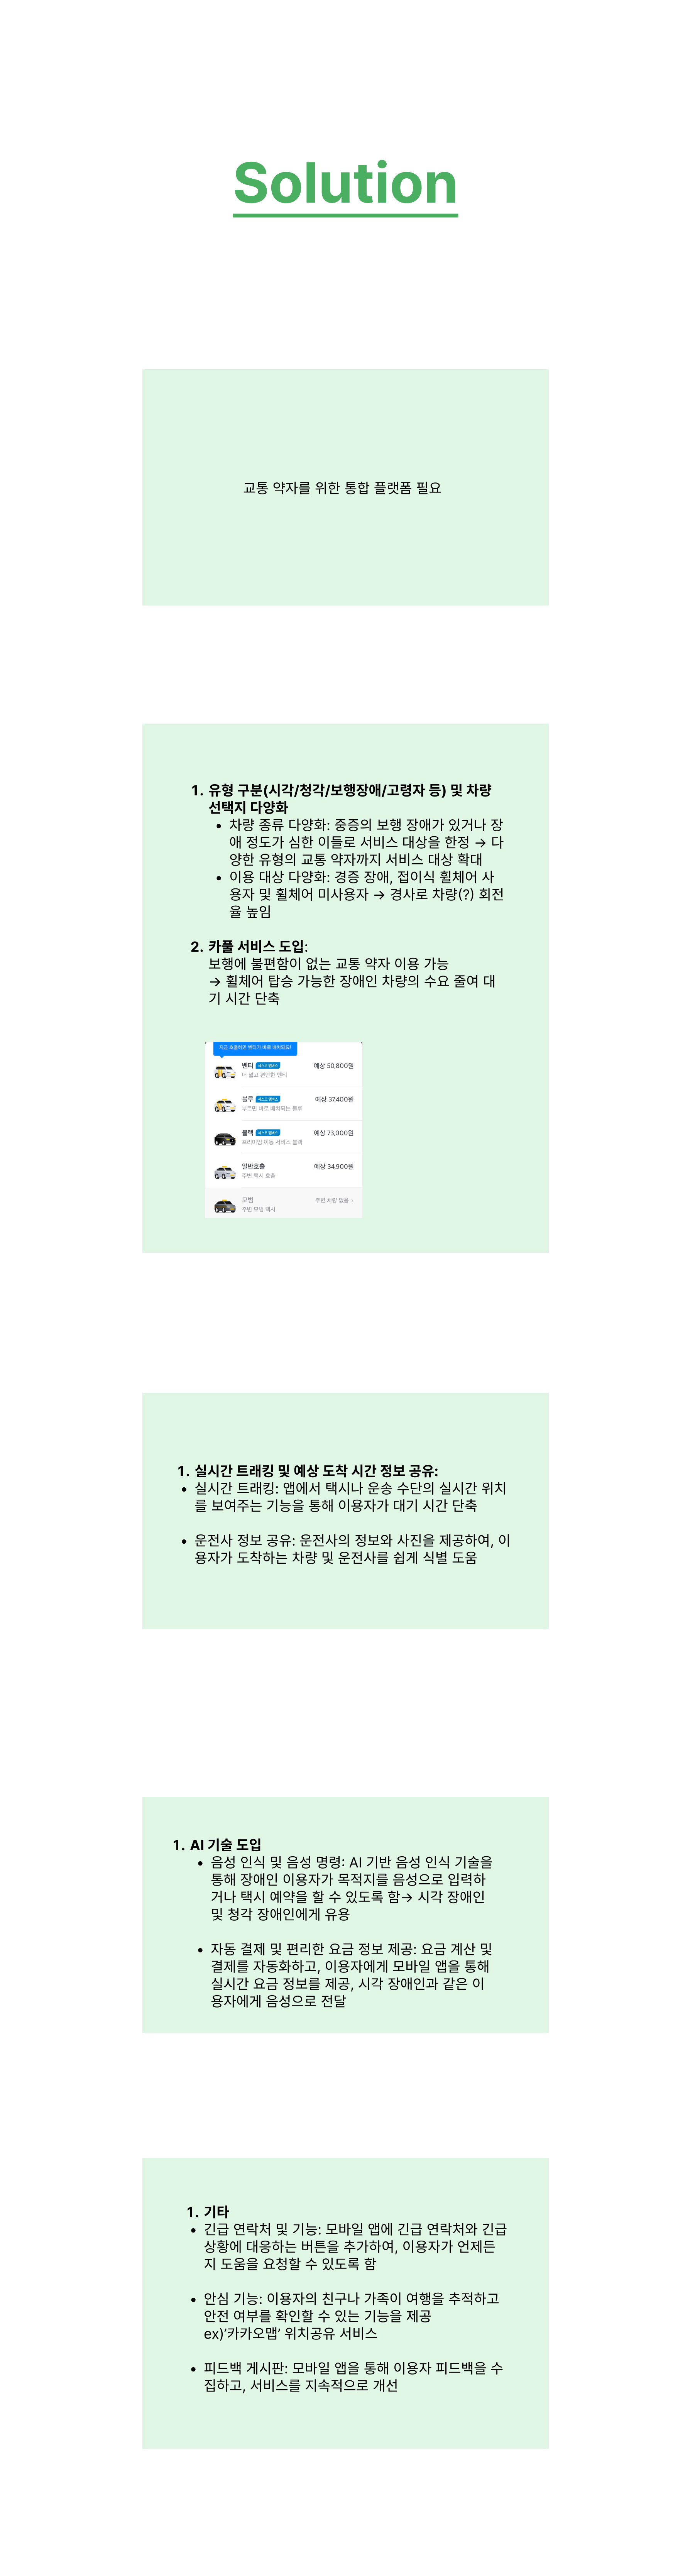 Solution
교통 약자를 위한 통합 플랫폼 필요
1. 유형 구분(시각/청각/보행장애/고령자 등) 및 차량
선택지 다양화
• 차량 종류 다양화: 중증의 보행 장애가 있거나 장
애 정도가 심한 이들로 서비스 대상을 한정 → 다
양한 유형의 교통 약자까지 서비스 대상 확대
• 이용 대상 다양화: 경증 장애, 접이식 휠체어 사
용자 및 휠체어 미사용자 → 경사로 차량(?) 회전
율 높임
2. 카풀 서비스 도입:
보행에 불편함이 없는 교통 약자 이용 가능
→ 휠체어 탑승 가능한 장애인 차량의 수요 줄여 대
기 시간 단축
지금 호출하면 벤티가 바로 배차돼요!
벤티 예상 50,800원
더 넓고 편안한 벤티
블루 예상 37,400원
부르면 바로 배차되는 블루
블랙 예상 73,000원
프리미엄 이동 서비스 블랙
일반호출 예상 34,900원
주변 택시 호출
모범 주변 차량 없음 ›
주변 모범 택시
1. 실시간 트래킹 및 예상 도착 시간 정보 공유:
• 실시간 트래킹: 앱에서 택시나 운송 수단의 실시간 위치
를 보여주는 기능을 통해 이용자가 대기 시간 단축
• 운전사 정보 공유: 운전사의 정보와 사진을 제공하여, 이
용자가 도착하는 차량 및 운전사를 쉽게 식별 도움
1. AI 기술 도입
• 음성 인식 및 음성 명령: AI 기반 음성 인식 기술을
통해 장애인 이용자가 목적지를 음성으로 입력하
거나 택시 예약을 할 수 있도록 함→ 시각 장애인
및 청각 장애인에게 유용
• 자동 결제 및 편리한 요금 정보 제공: 요금 계산 및
결제를 자동화하고, 이용자에게 모바일 앱을 통해
실시간 요금 정보를 제공, 시각 장애인과 같은 이
용자에게 음성으로 전달
1. 기타
• 긴급 연락처 및 기능: 모바일 앱에 긴급 연락처와 긴급
상황에 대응하는 버튼을 추가하여, 이용자가 언제든
지 도움을 요청할 수 있도록 함
• 안심 기능: 이용자의 친구나 가족이 여행을 추적하고
안전 여부를 확인할 수 있는 기능을 제공
ex)‘카카오맵’ 위치공유 서비스
• 피드백 게시판: 모바일 앱을 통해 이용자 피드백을 수
집하고, 서비스를 지속적으로 개선